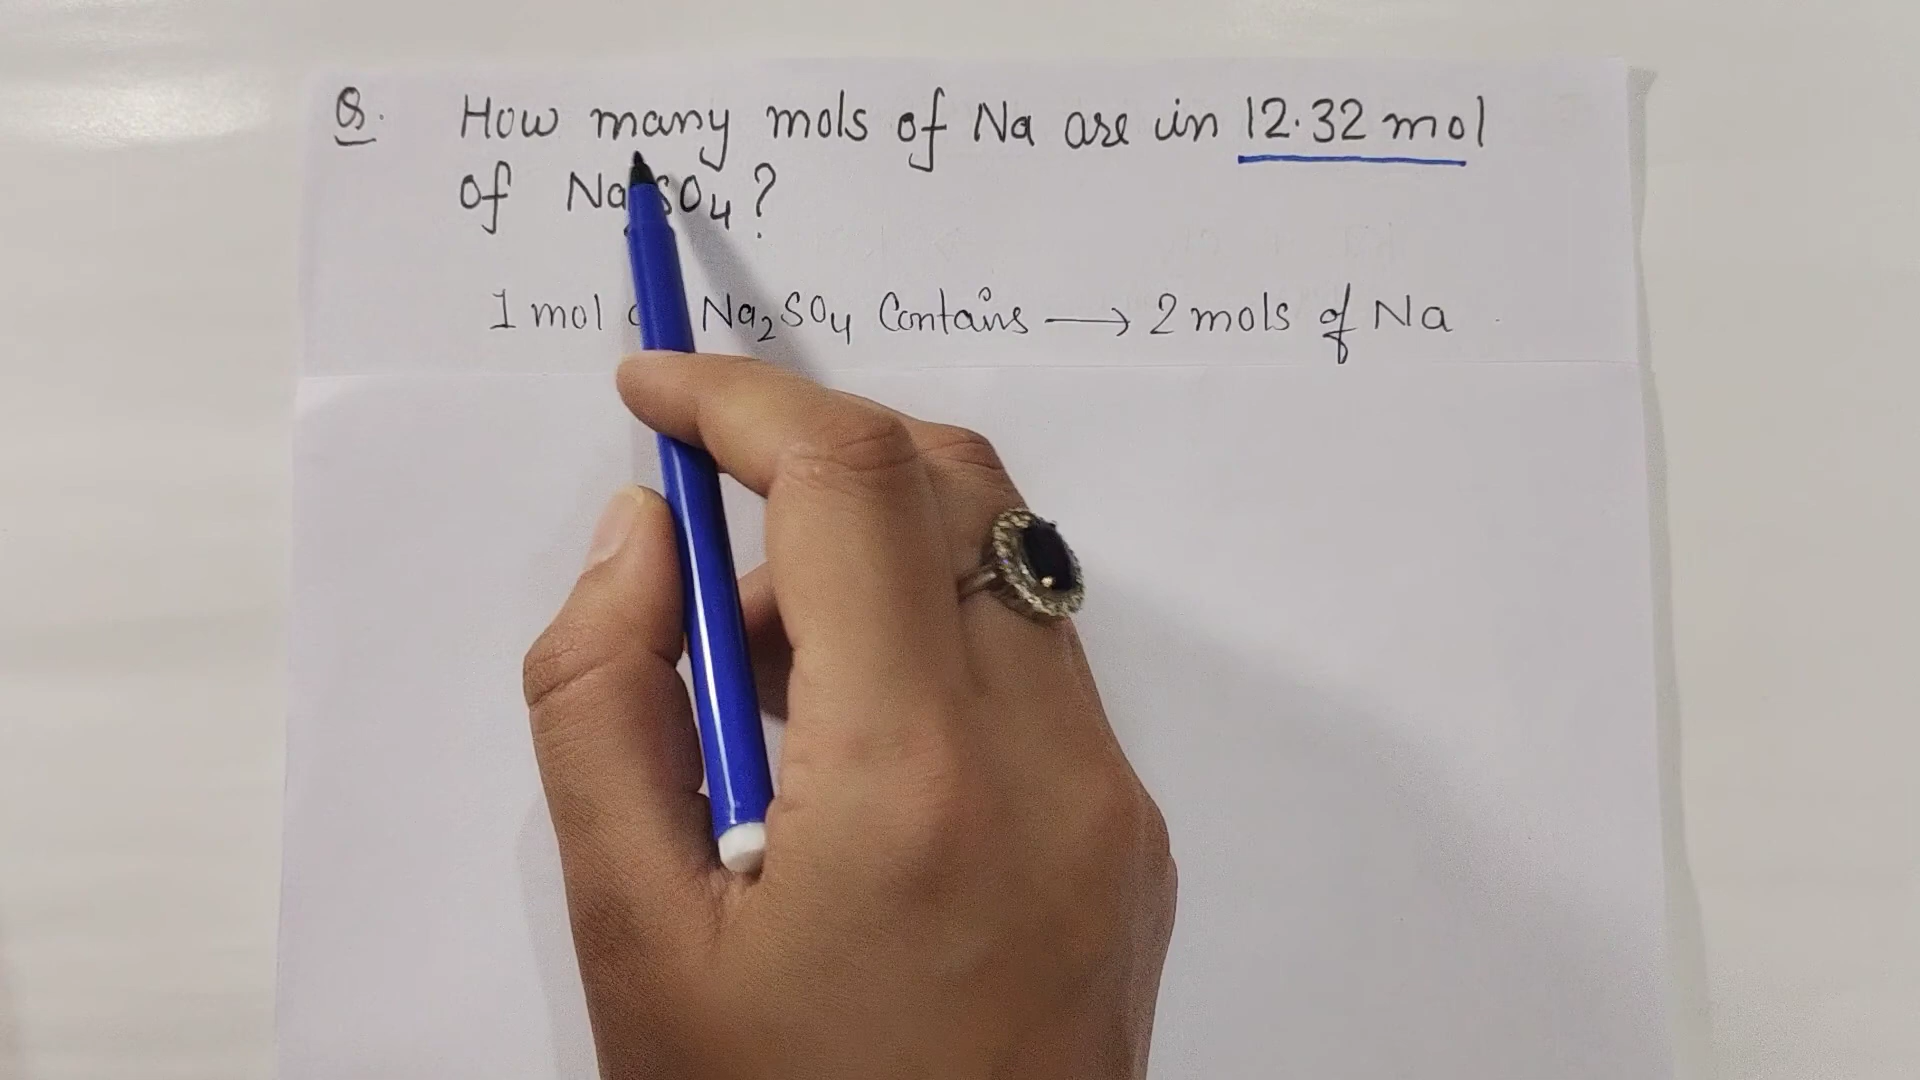 Q. How many mols of Na are in 12.32 mol
of Na SO4?
1 mol Na2SO4 Contains → 2 mols of Na